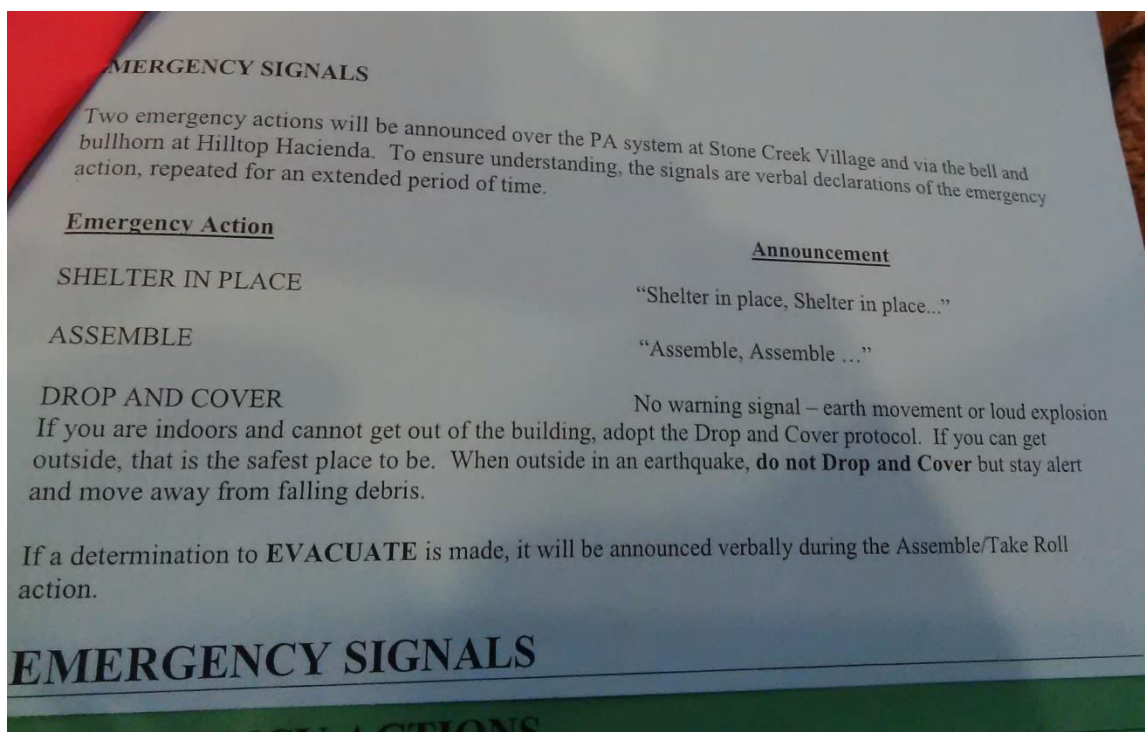 MERGENCY SIGNALS
Two emergency actions will be announced over the PA system at Stone Creek Village and via the bell and
bullhorn at Hilltop Hacienda. To ensure understanding, the signals are verbal declarations of the emergency
action, repeated for an extended period of time.
Emergency Action Announcement
SHELTER IN PLACE “Shelter in place, Shelter in place...”
ASSEMBLE “Assemble, Assemble …”
DROP AND COVER No warning signal – earth movement or loud explosion
If you are indoors and cannot get out of the building, adopt the Drop and Cover protocol. If you can get
outside, that is the safest place to be. When outside in an earthquake, do not Drop and Cover but stay alert
and move away from falling debris.
If a determination to EVACUATE is made, it will be announced verbally during the Assemble/Take Roll
action.
EMERGENCY SIGNALS
ACTIONS